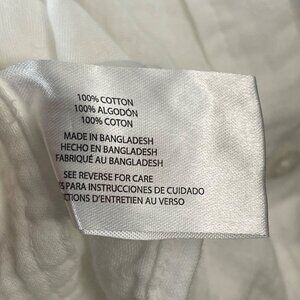 100% COTTON
100% ALGODÓN
100% COTON
MADE IN BANGLADESH
HECHO EN BANGLADESH
FABRIQUÉ AU BANGLADESH
SEE REVERSE FOR CARE
PARA INSTRUCCIONES DE CUIDADO
D'ENTRETIEN AU VERSO